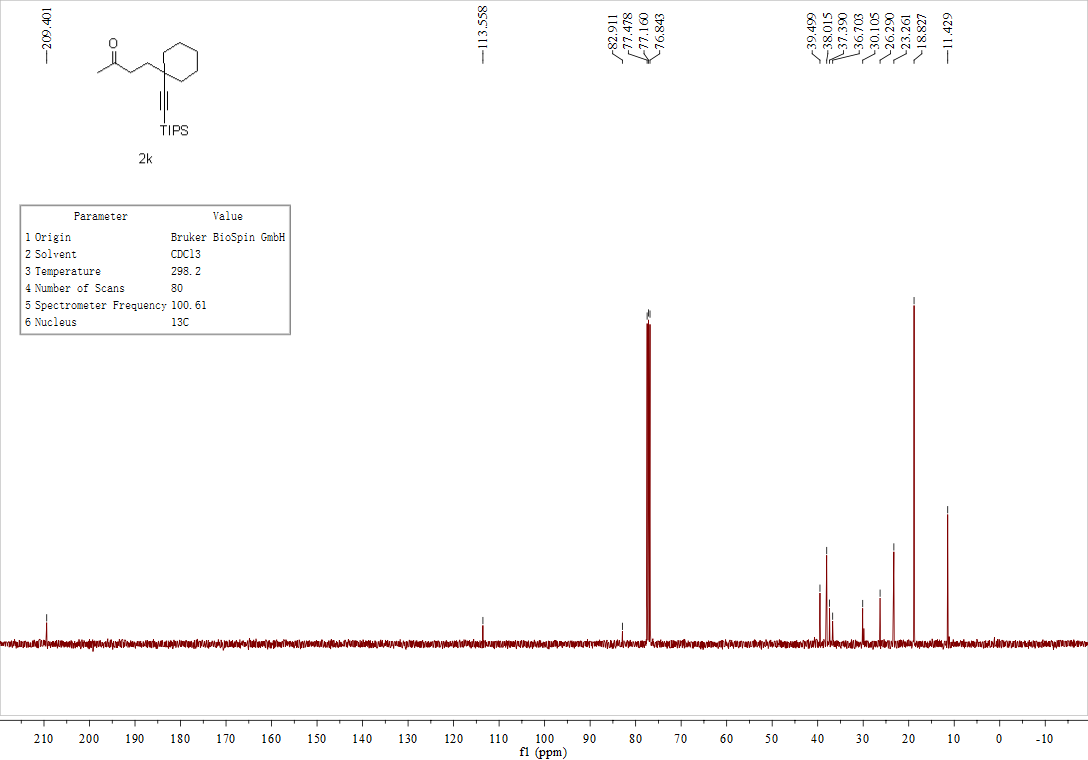 209.401
113.558
82.911
77.478
77.160
76.843
39.499
38.015
37.390
36.703
30.105
26.290
23.261
18.827
11.429
O
TIPS
2k
Parameter Value
1 Origin Bruker BioSpin GmbH
2 Solvent CDCl3
3 Temperature 298.2
4 Number of Scans 80
5 Spectrometer Frequency 100.61
6 Nucleus 13C
210 200 190 180 170 160 150 140 130 120 110 100 90 80 70 60 50 40 30 20 10 0 -10
f1 (ppm)